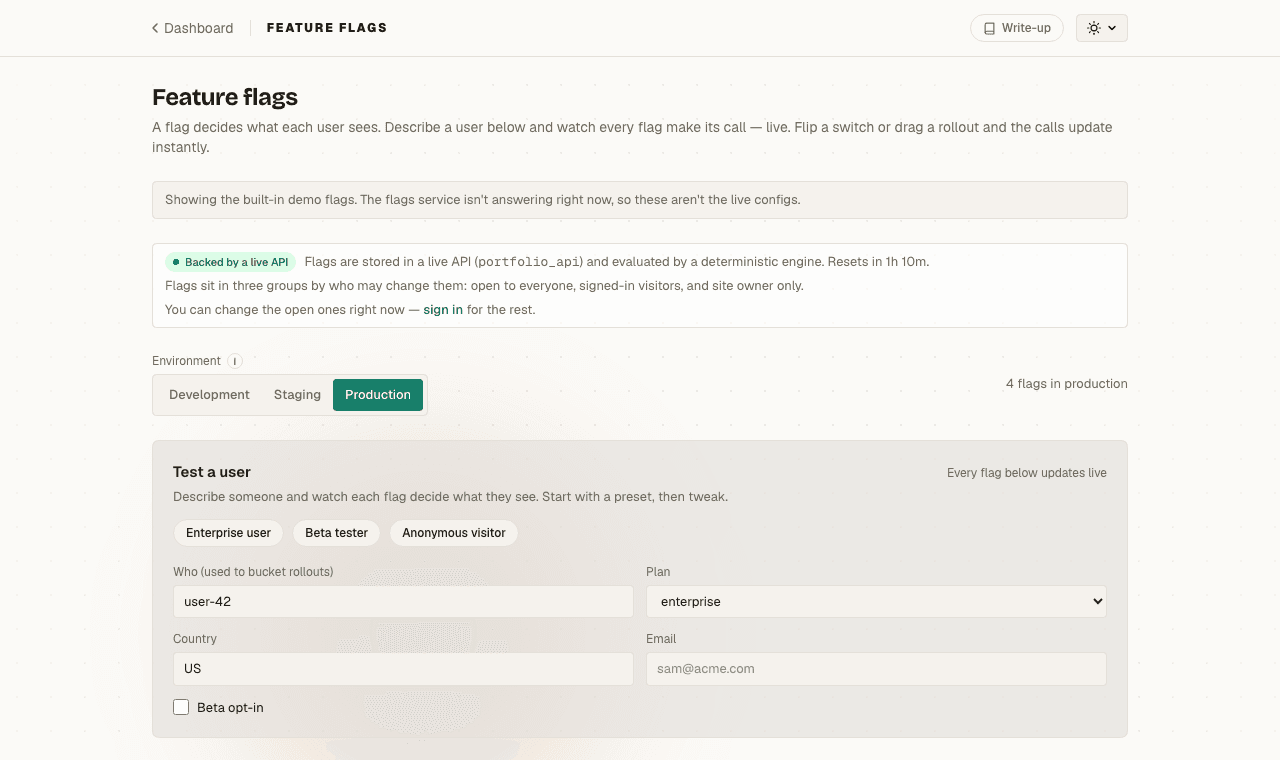 Dashboard
FEATURE FLAGS
Write-up
Feature flags
A flag decides what each user sees. Describe a user below and watch every flag make its call — live. Flip a switch or drag a rollout and the calls update
instantly.
Showing the built-in demo flags. The flags service isn't answering right now, so these aren't the live configs.
Backed by a live API Flags are stored in a live API (portfolio_api) and evaluated by a deterministic engine. Resets in 1h 10m.
Flags sit in three groups by who may change them: open to everyone, signed-in visitors, and site owner only.
You can change the open ones right now — sign in for the rest.
Environment i
Development Staging Production
4 flags in production
Test a user
Every flag below updates live
Describe someone and watch each flag decide what they see. Start with a preset, then tweak.
Enterprise user Beta tester Anonymous visitor
Who (used to bucket rollouts)
user-42
Plan
enterprise
Country
US
Email
sam@acme.com
Beta opt-in